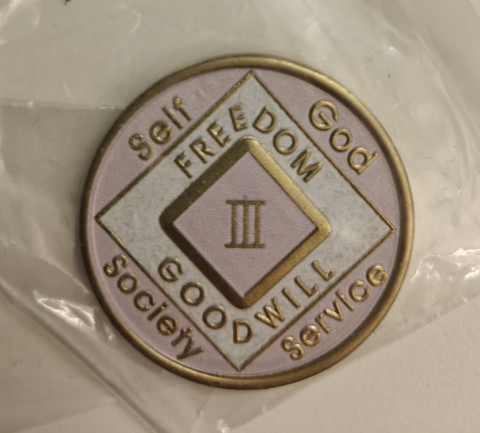 Self
God
FREEDOM
III
GOODWILL
Society
Service